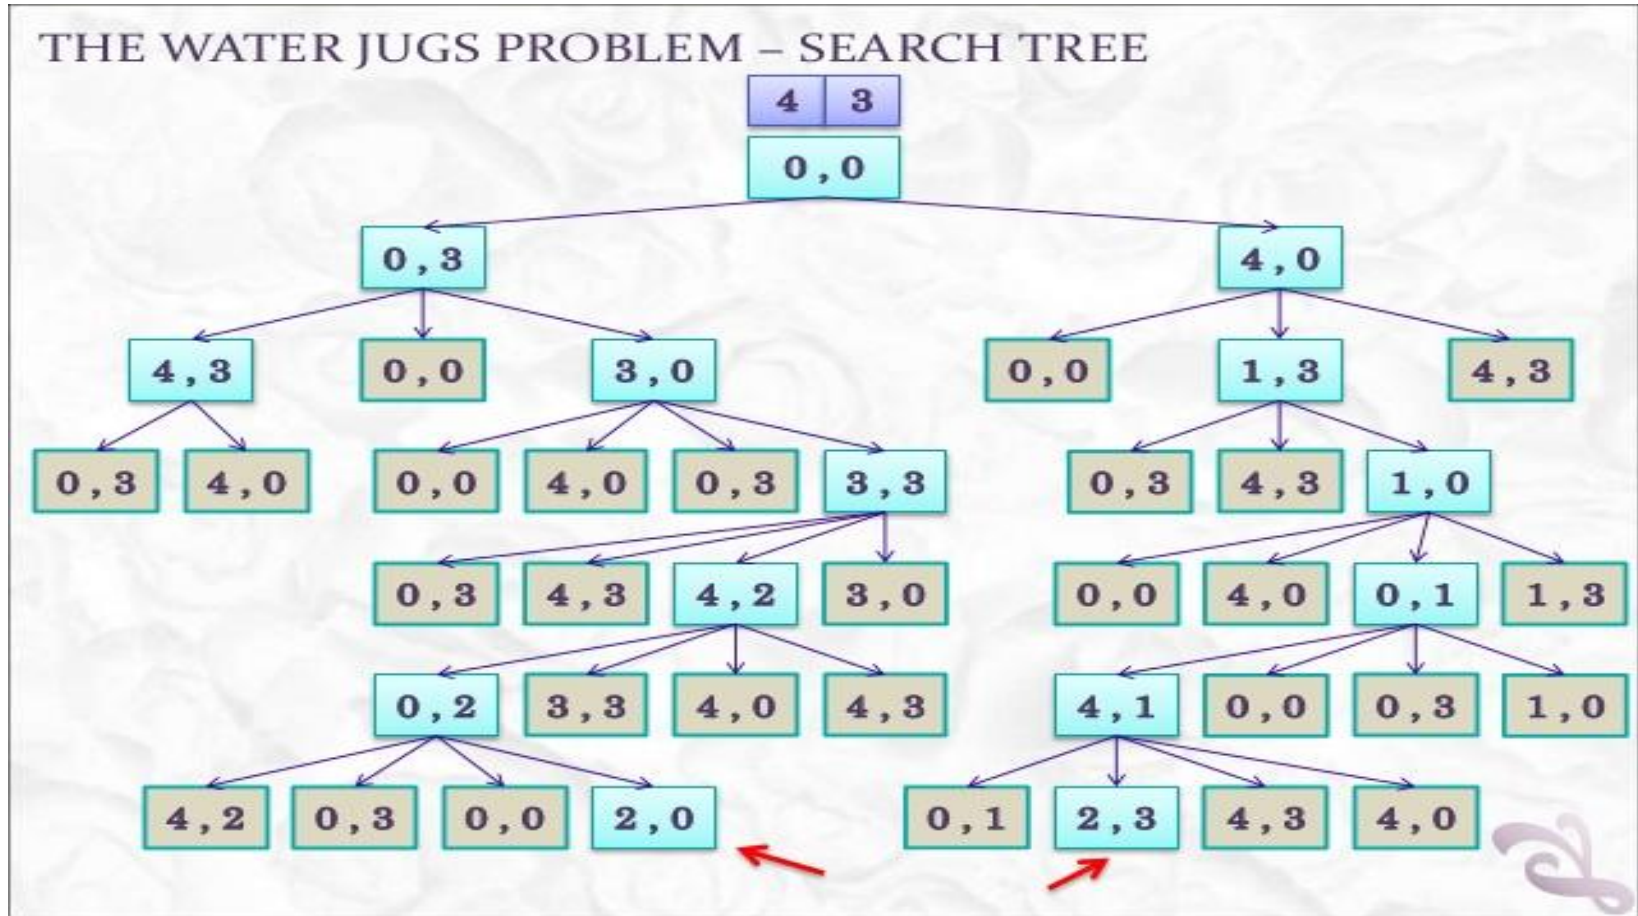 THE WATER JUGS PROBLEM – SEARCH TREE
4 3
0 , 0
0 , 3 4 , 0
4 , 3 0 , 0 3 , 0 0 , 0 1 , 3 4 , 3
0 , 3 4 , 0 0 , 0 4 , 0 0 , 3 3 , 3 0 , 3 4 , 3 1 , 0
0 , 3 4 , 3 4 , 2 3 , 0 0 , 0 4 , 0 0 , 1 1 , 3
0 , 2 3 , 3 4 , 0 4 , 3 4 , 1 0 , 0 0 , 3 1 , 0
4 , 2 0 , 3 0 , 0 2 , 0 0 , 1 2 , 3 4 , 3 4 , 0